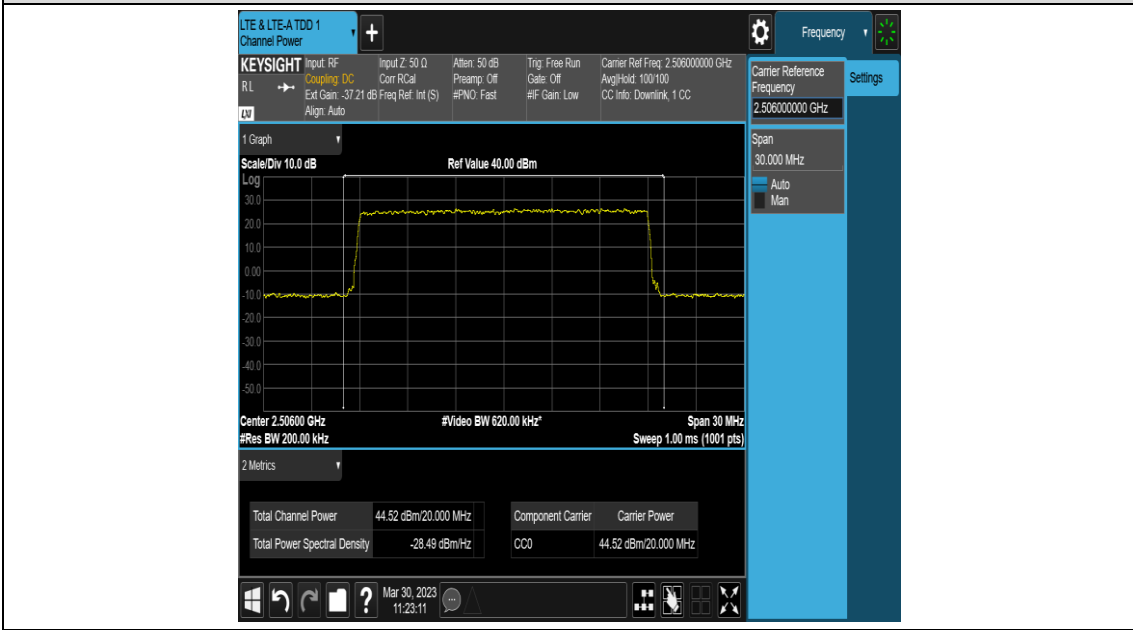 LTE & LTE-A TDD 1
Channel Power
Frequency
KEYSIGHT
RL
LXI
Input: RF
Coupling: DC
Ext Gain: -37.21 dB
Align: Auto
Input Z: 50 Ω
Corr RCal
Freq Ref: Int (S)
Atten: 50 dB
Preamp: Off
#PNO: Fast
Trig: Free Run
Gate: Off
#IF Gain: Low
Carrier Ref Freq: 2.506000000 GHz
Avg|Hold: 100/100
CC Info: Downlink, 1 CC
Carrier Reference
Frequency
2.506000000 GHz
Settings
Span
30.000 MHz
Auto
Man
1 Graph
Scale/Div 10.0 dB
Ref Value 40.00 dBm
Log
30.0
20.0
10.0
0.00
-10.0
-20.0
-30.0
-40.0
-50.0
Center 2.50600 GHz
#Video BW 620.00 kHz*
Span 30 MHz
#Res BW 200.00 kHz
Sweep 1.00 ms (1001 pts)
2 Metrics
Total Channel Power 44.52 dBm/20.000 MHz
Total Power Spectral Density -28.49 dBm/Hz
Component Carrier Carrier Power
CC0 44.52 dBm/20.000 MHz
?
Mar 30, 2023
11:23:11